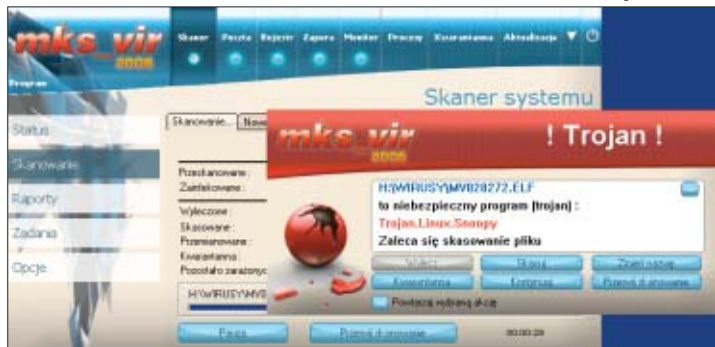 mks_vir
2006
Skaner Poczta Rejestr Zapora Monitor Procesy Kwarantanna Aktualizacja
Program
Skaner systemu
Status
Skanowanie
Raporty
Zadania
Opcje
Skanowanie...
Przeskanowane:
Zainfekowane:
Wyleczone:
Skasowane:
Przemianowane:
Kwarantanna:
Pozostało zarażonyc
Pauza
Przerwij skanowanie
00:00:29
mks_vir
2006
! Trojan !
H:\WIRUSY\MV028272.ELF
to niebezpieczny program (trojan) :
Trojan.Linux.Snoopy
Zaleca się skasowanie pliku
Wylecz Skasuj Zmień nazwę
Kwarantanna Kontynuuj Przerwij skanowanie
Powtarzaj wybraną akcję